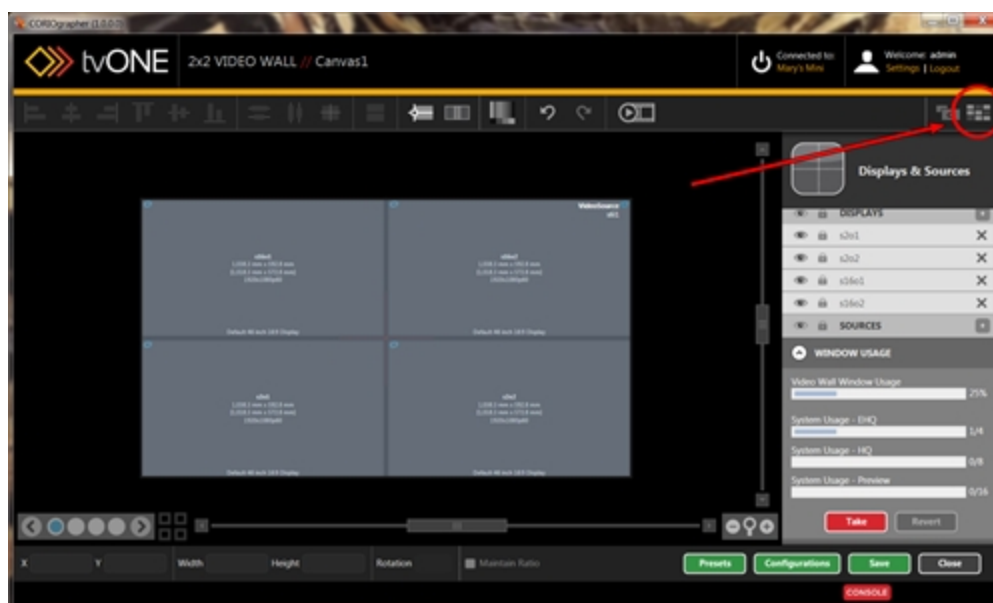 CORIOgrapher (1.0.0.0)
tvONE
2x2 VIDEO WALL // Canvas1
Connected to:
Mary's Mini
Welcome: admin
Settings | Logout
Displays & Sources
DISPLAYS
s2o1
s2o2
s16o1
s16o2
SOURCES
WINDOW USAGE
Video Wall Window Usage
25%
System Usage - EHQ
1/4
System Usage - HQ
0/8
System Usage - Preview
0/16
Take
Revert
VideoSource
Default 46 inch 16:9 Display
Default 46 inch 16:9 Display
Default 46 inch 16:9 Display
Default 46 inch 16:9 Display
X
Y
Width
Height
Rotation
Maintain Ratio
Presets
Configurations
Save
Close
CONSOLE